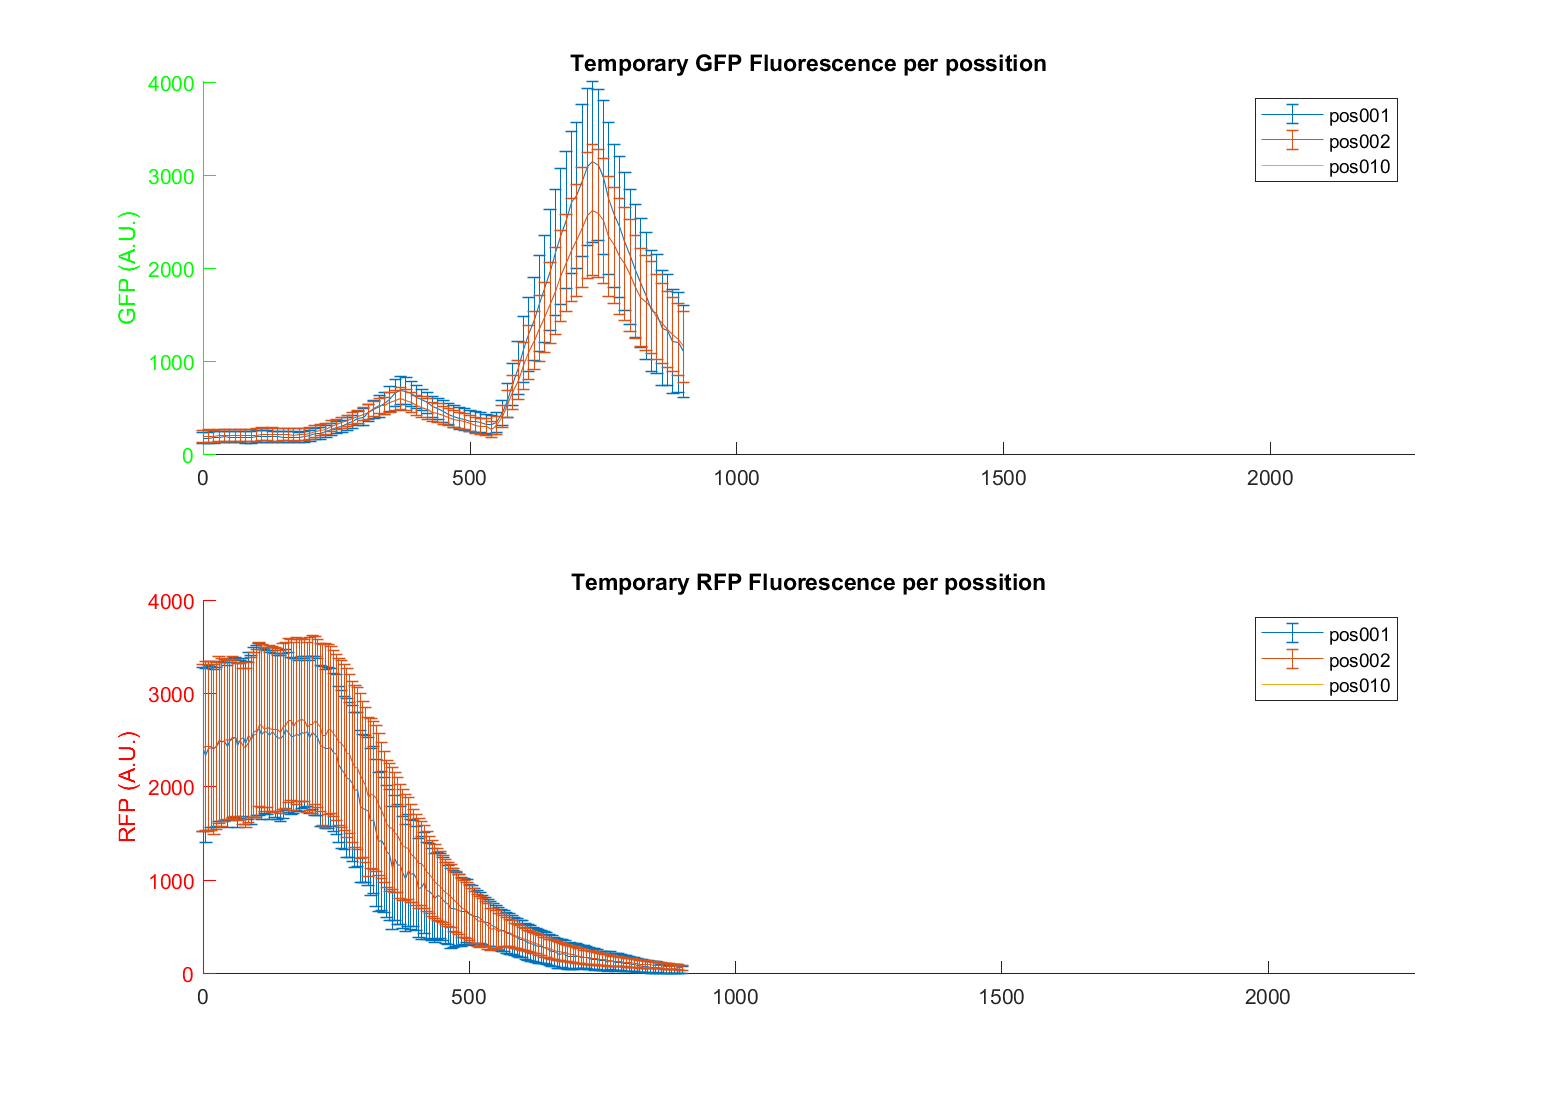 Temporary GFP Fluorescence per possition
4000
3000
2000
1000
0
GFP (A.U.)
0 500 1000 1500 2000
pos001
pos002
pos010
Temporary RFP Fluorescence per possition
4000
3000
2000
1000
0
RFP (A.U.)
0 500 1000 1500 2000
pos001
pos002
pos010